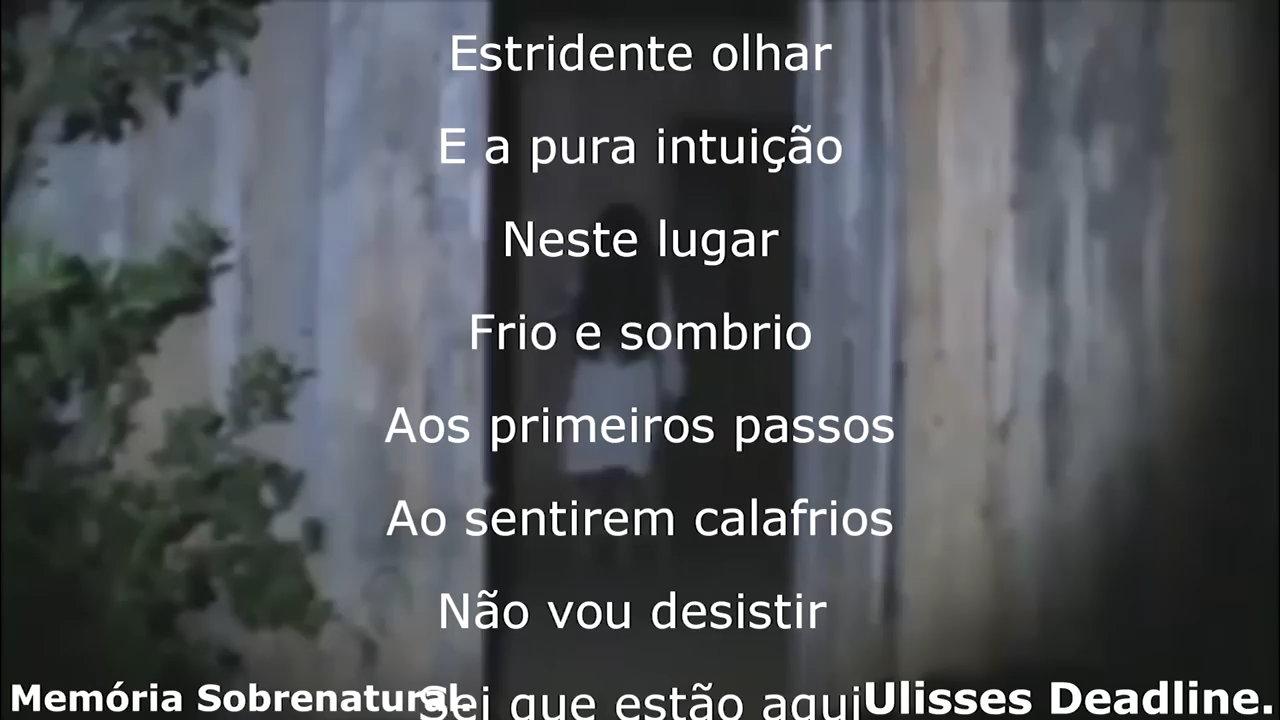 Estridente olhar
E a pura intuição
Neste lugar
Frio e sombrio
Aos primeiros passos
Ao sentirem calafrios
Não vou desistir
Sei que estão aqui
Memória Sobrenatural.
Ulisses Deadline.